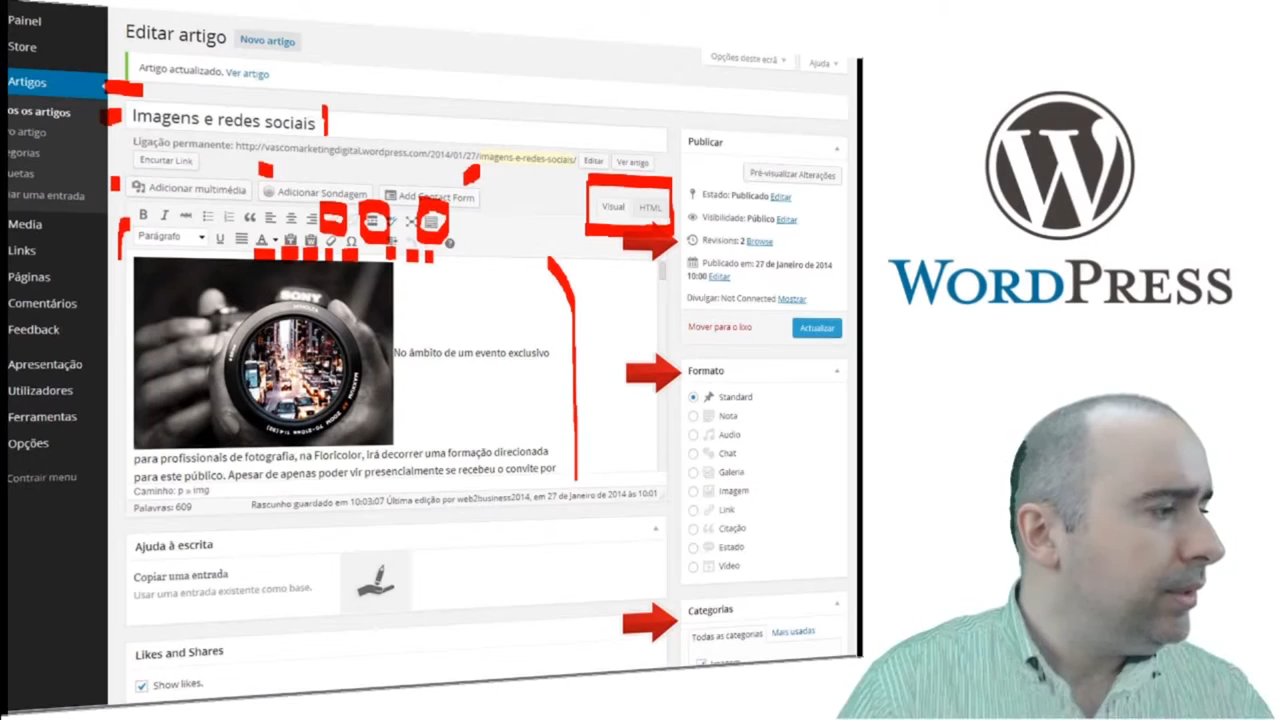 Painel
Store
Artigos
os os artigos
vo artigo
egorias
uetas
iar uma entrada
Media
Links
Páginas
Comentários
Feedback
Apresentação
Utilizadores
Ferramentas
Opções
Contrair menu
Editar artigo Novo artigo
Opções deste ecrã Ajuda
Artigo actualizado. Ver artigo
Imagens e redes sociais
Ligação permanente: http://vascomarketingdigital.wordpress.com/2014/01/27/imagens-e-redes-sociais/ Editar Ver artigo
Encurtar Link
Adicionar multimédia Adicionar Sondagem Add Contact Form
Visual HTML
B I ABC
Parágrafo U A
SONY
No âmbito de um evento exclusivo
para profissionais de fotografia, na Floricolor, irá decorrer uma formação direcionada
para este público. Apesar de apenas poder vir presencialmente se recebeu o convite por
Caminho: p » img
Palavras: 609 Rascunho guardado em 10:03:07 Última edição por web2business2014, em 27 de Janeiro de 2014 às 10:01
Ajuda à escrita
Copiar uma entrada
Usar uma entrada existente como base.
Likes and Shares
Show likes.
Publicar
Pré-visualizar Alterações
Estado: Publicado Editar
Visibilidade: Público Editar
Revisions: 2 Browse
Publicado em: 27 de Janeiro de 2014
10:00 Editar
Divulgar: Not Connected Mostrar
Mover para o lixo Actualizar
Formato
Standard
Nota
Audio
Chat
Galeria
Imagem
Link
Citação
Estado
Vídeo
Categorias
Todas as categorias Mais usadas
WORDPRESS